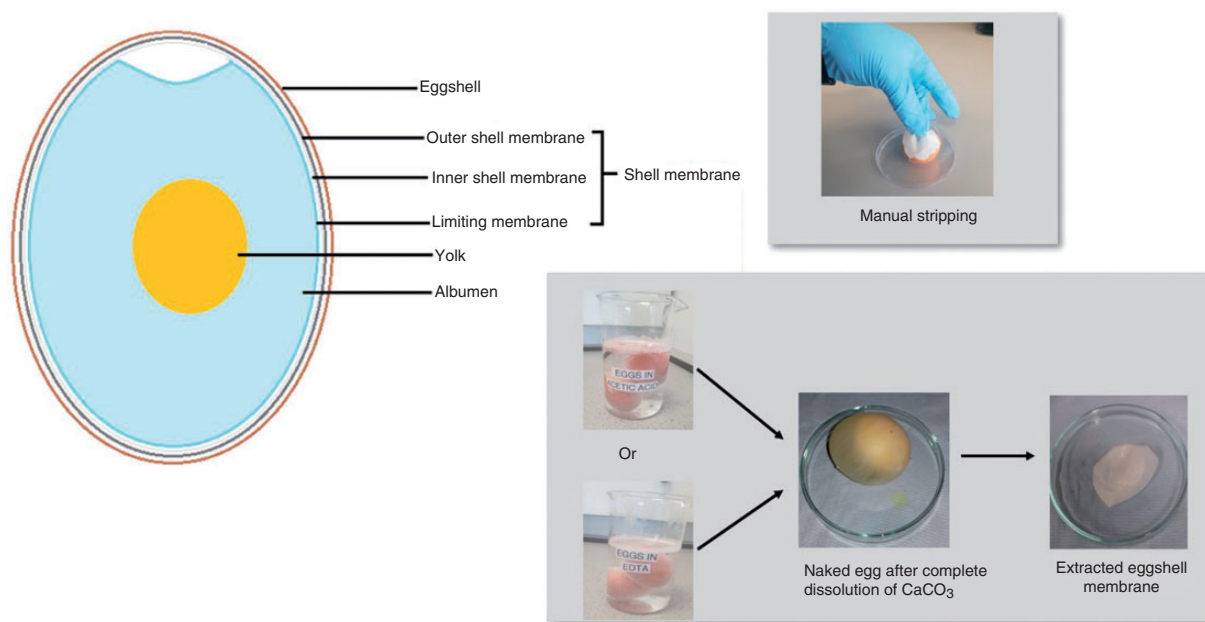 Eggshell
Outer shell membrane
Inner shell membrane
Shell membrane
Limiting membrane
Yolk
Albumen
Manual stripping
EGGS IN
ACETIC ACID
Or
EGGS IN
EDTA
Naked egg after complete
dissolution of CaCO₃
Extracted eggshell
membrane